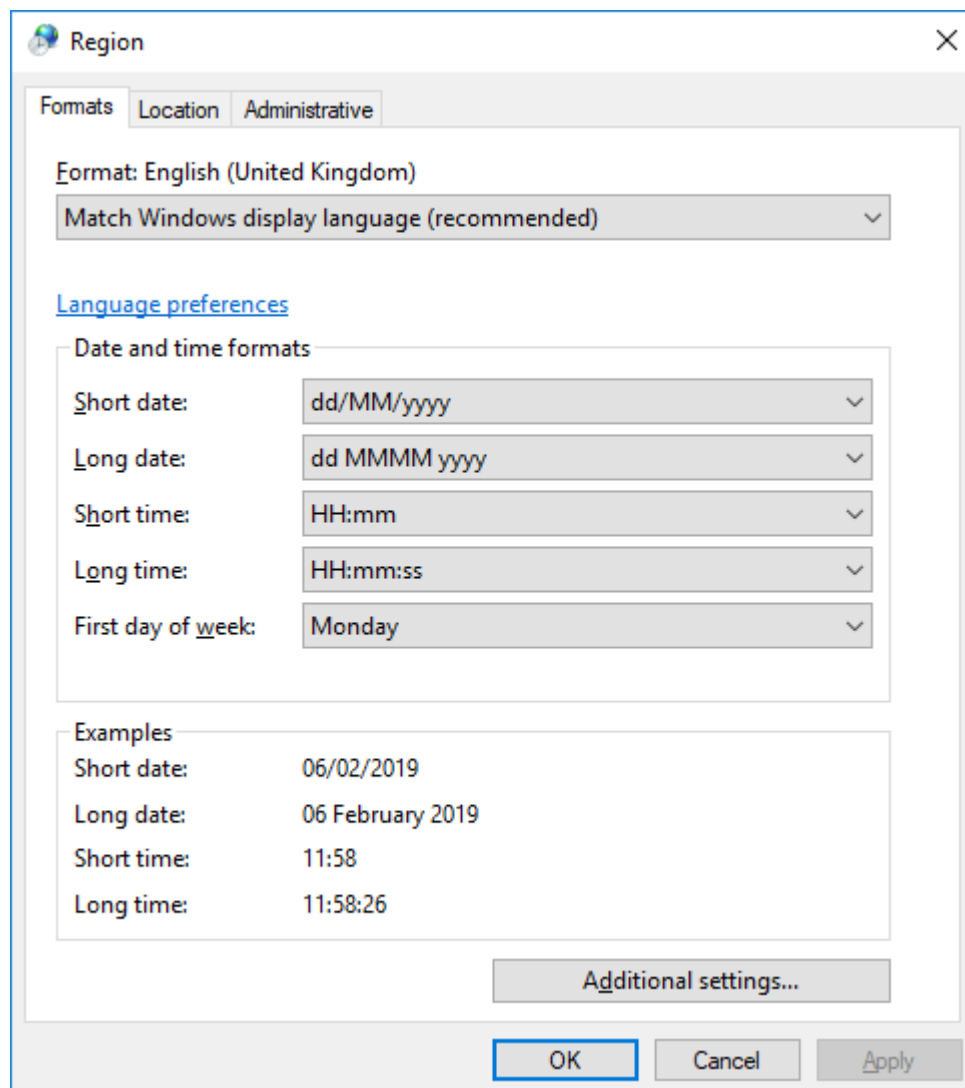 Region
Formats Location Administrative
Format: English (United Kingdom)
Match Windows display language (recommended)
Language preferences
Date and time formats
Short date: dd/MM/yyyy
Long date: dd MMMM yyyy
Short time: HH:mm
Long time: HH:mm:ss
First day of week: Monday
Examples
Short date: 06/02/2019
Long date: 06 February 2019
Short time: 11:58
Long time: 11:58:26
Additional settings...
OK Cancel Apply